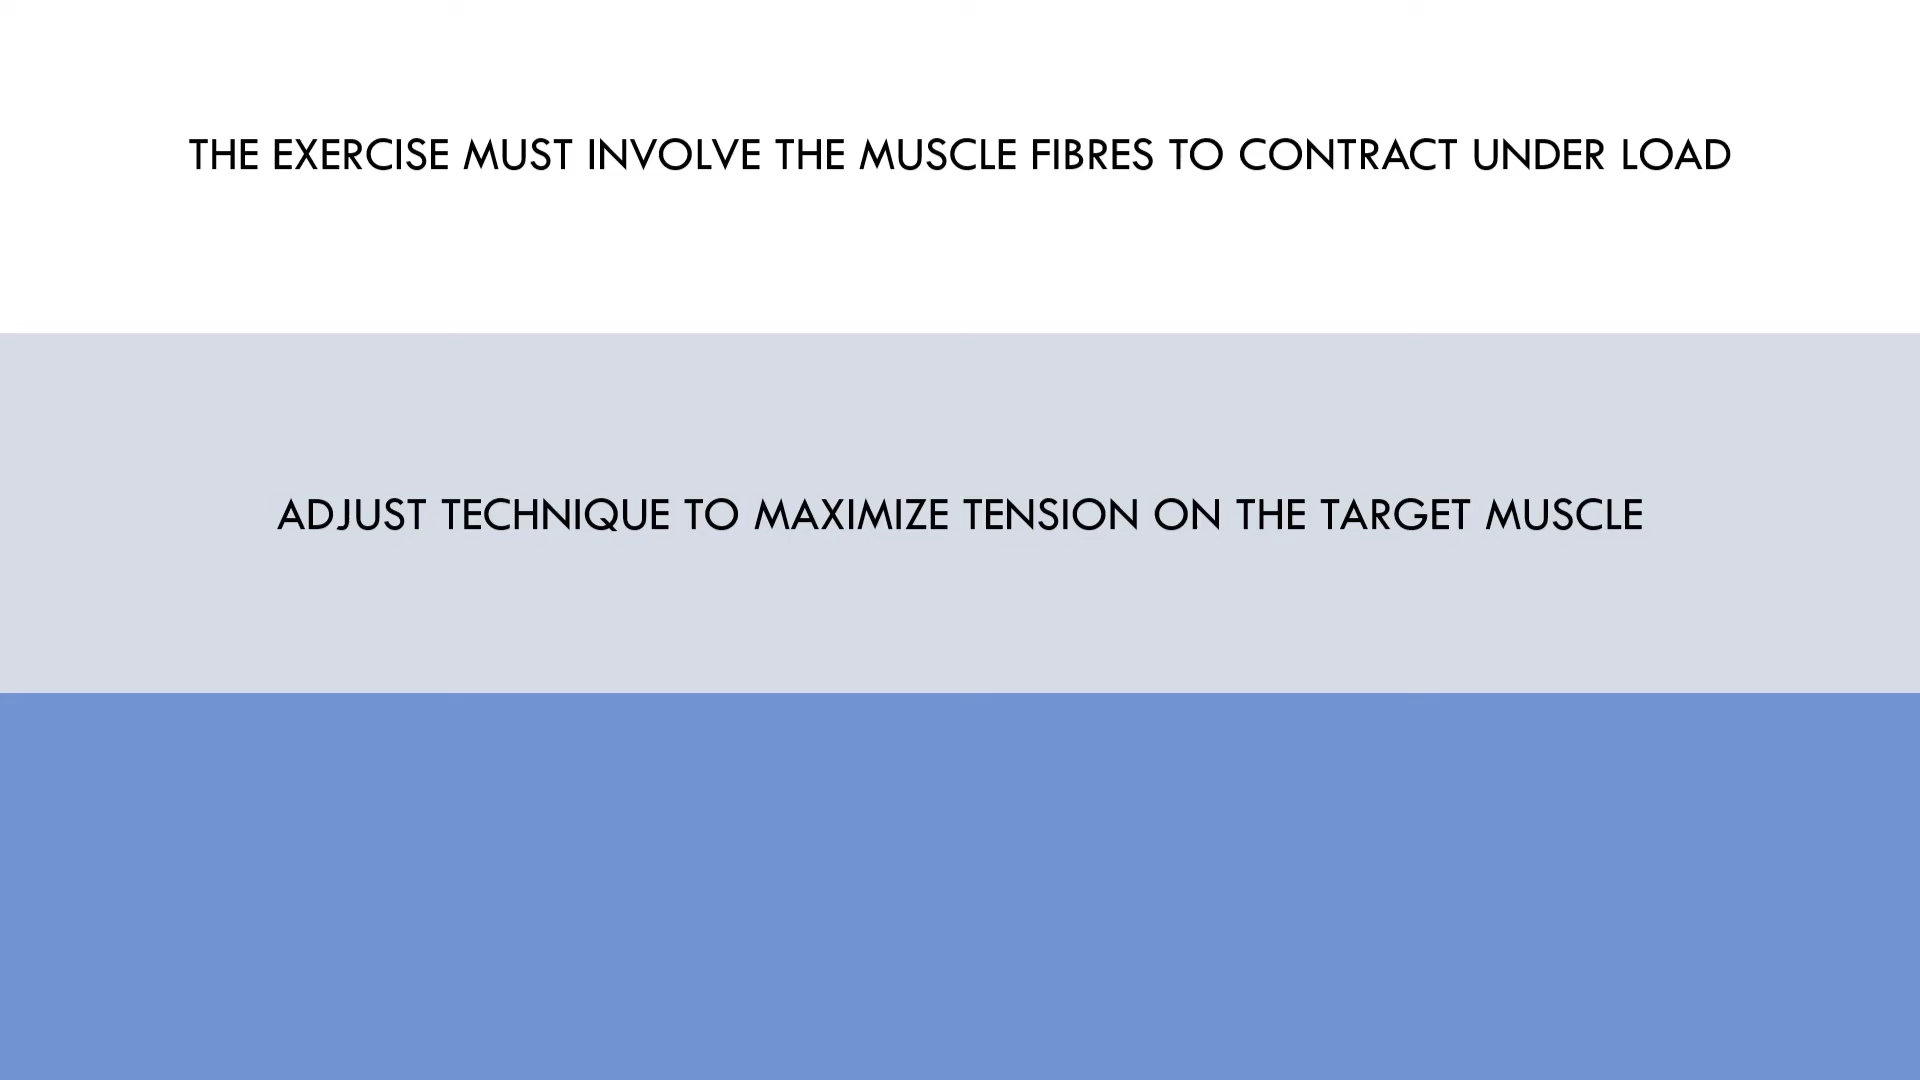 THE EXERCISE MUST INVOLVE THE MUSCLE FIBRES TO CONTRACT UNDER LOAD
ADJUST TECHNIQUE TO MAXIMIZE TENSION ON THE TARGET MUSCLE